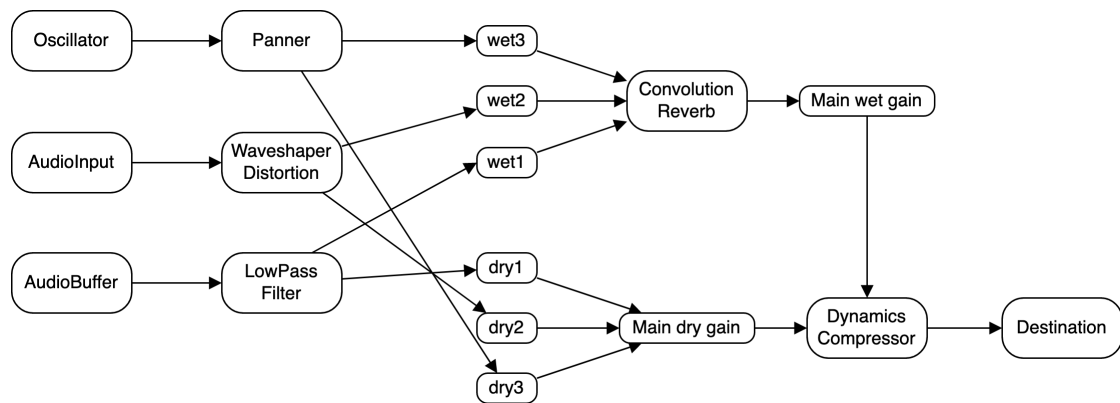 Oscillator
Panner
wet3
wet2
wet1
Convolution
Reverb
Main wet gain
AudioInput
Waveshaper
Distortion
AudioBuffer
LowPass
Filter
dry1
dry2
dry3
Main dry gain
Dynamics
Compressor
Destination